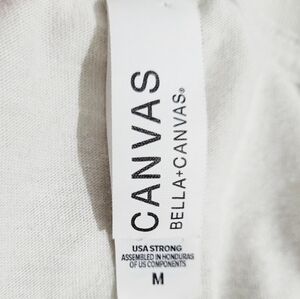 CANVAS
BELLA+CANVAS®
USA STRONG
ASSEMBLED IN HONDURAS
OF US COMPONENTS
M